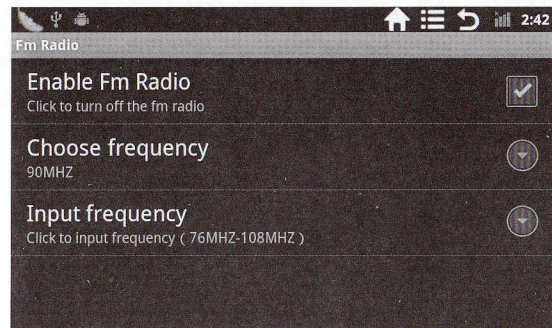 2:42
Fm Radio
Enable Fm Radio
Click to turn off the fm radio
Choose frequency
90MHZ
Input frequency
Click to input frequency ( 76MHZ-108MHZ )